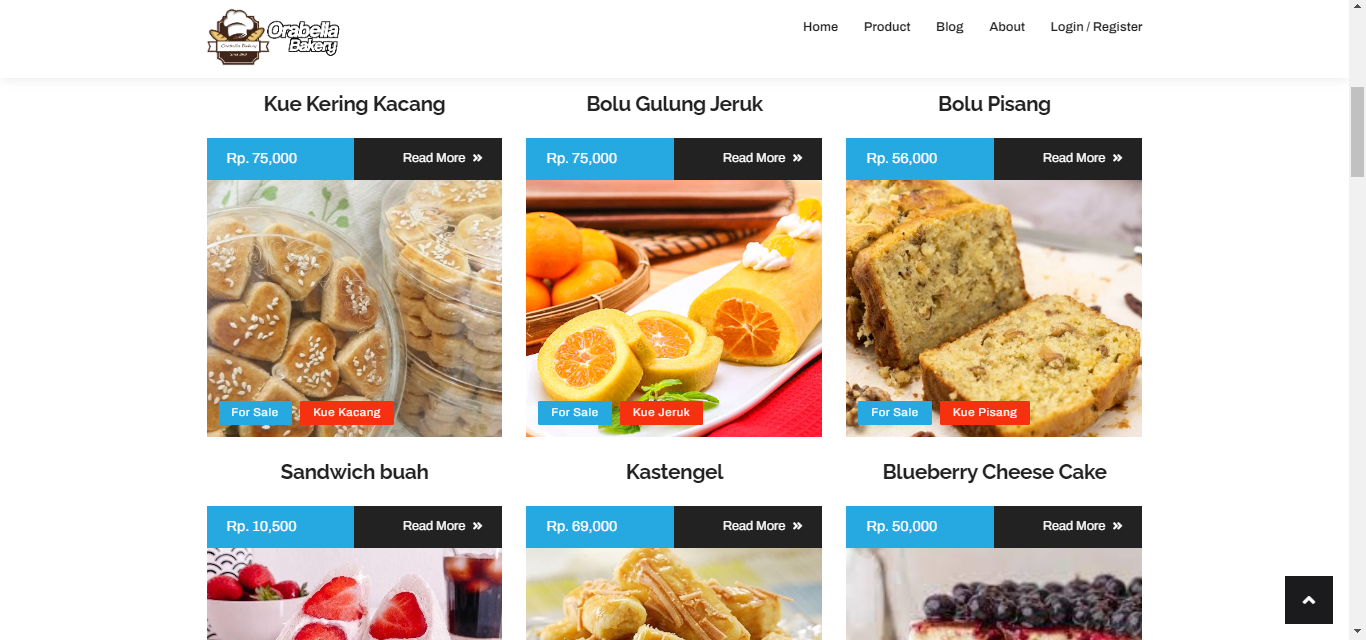 Orabella
Bakery
Orabella Bakery
Home Product Blog About Login / Register
Kue Kering Kacang Bolu Gulung Jeruk Bolu Pisang
Rp. 75,000 Read More » Rp. 75,000 Read More » Rp. 56,000 Read More »
For Sale Kue Kacang For Sale Kue Jeruk For Sale Kue Pisang
Sandwich buah Kastengel Blueberry Cheese Cake
Rp. 10,500 Read More » Rp. 69,000 Read More » Rp. 50,000 Read More »